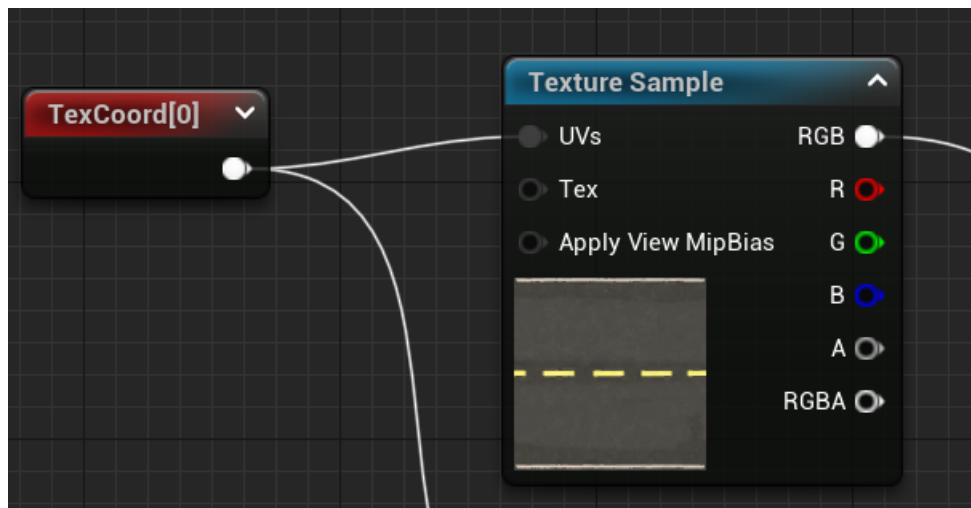 TexCoord[0]
Texture Sample
UVs RGB
Tex R
Apply View MipBias G
B
A
RGBA